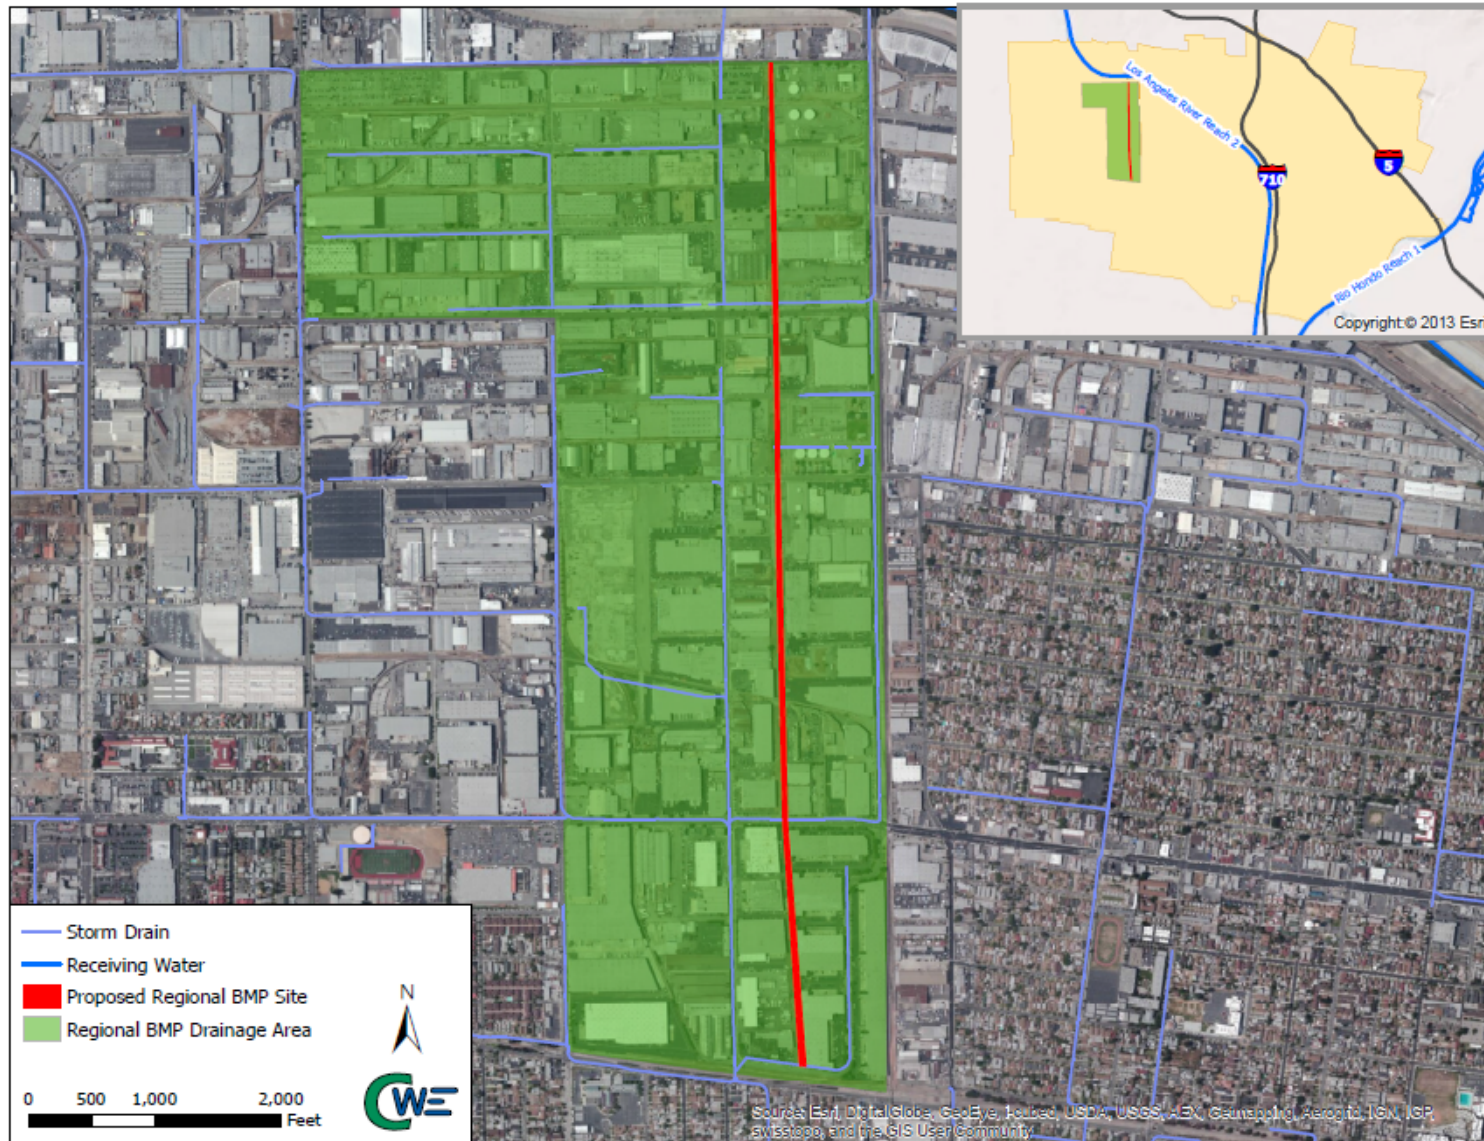 Los Angeles River Reach 2
5
710
Rio Hondo Reach 1
Copyright:© 2013 Esri
Storm Drain
Receiving Water
Proposed Regional BMP Site
Regional BMP Drainage Area
N
0 500 1,000 2,000
Feet
CWE
Source: Esri, DigitalGlobe, GeoEye, i-cubed, USDA, USGS, AEX, Getmapping, Aerogrid, IGN, IGP,
swisstopo, and the GIS User Community